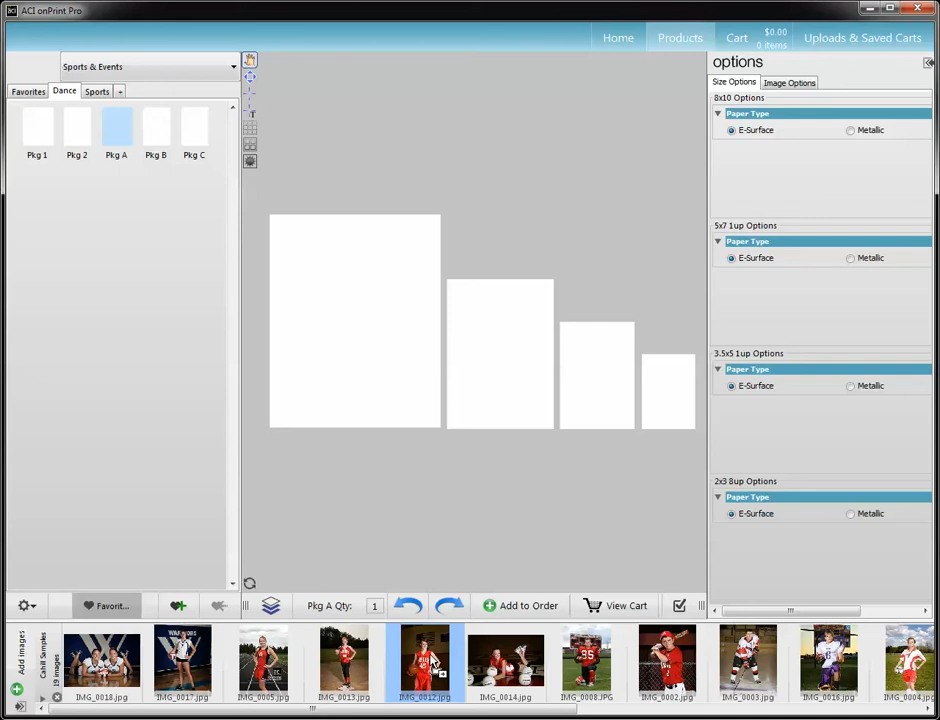 ACI onPrint Pro
Home
Products
Cart
$0.00
0 items
Uploads & Saved Carts
Sports & Events
Favorites
Dance
Sports
+
Pkg 1
Pkg 2
Pkg A
Pkg B
Pkg C
options
Size Options
Image Options
8x10 Options
Paper Type
E-Surface
Metallic
5x7 1up Options
Paper Type
E-Surface
Metallic
3.5x5 1up Options
Paper Type
E-Surface
Metallic
2x3 8up Options
Paper Type
E-Surface
Metallic
Favorit...
Pkg A Qty:
1
Add to Order
View Cart
Add images
Cahill Samples
19 images
IMG_0018.jpg
IMG_0017.jpg
IMG_0005.jpg
IMG_0013.jpg
IMG_0012.jpg
IMG_0014.jpg
IMG_0008.JPG
IMG_0002.jpg
IMG_0003.jpg
IMG_0016.jpg
IMG_0004.jpg